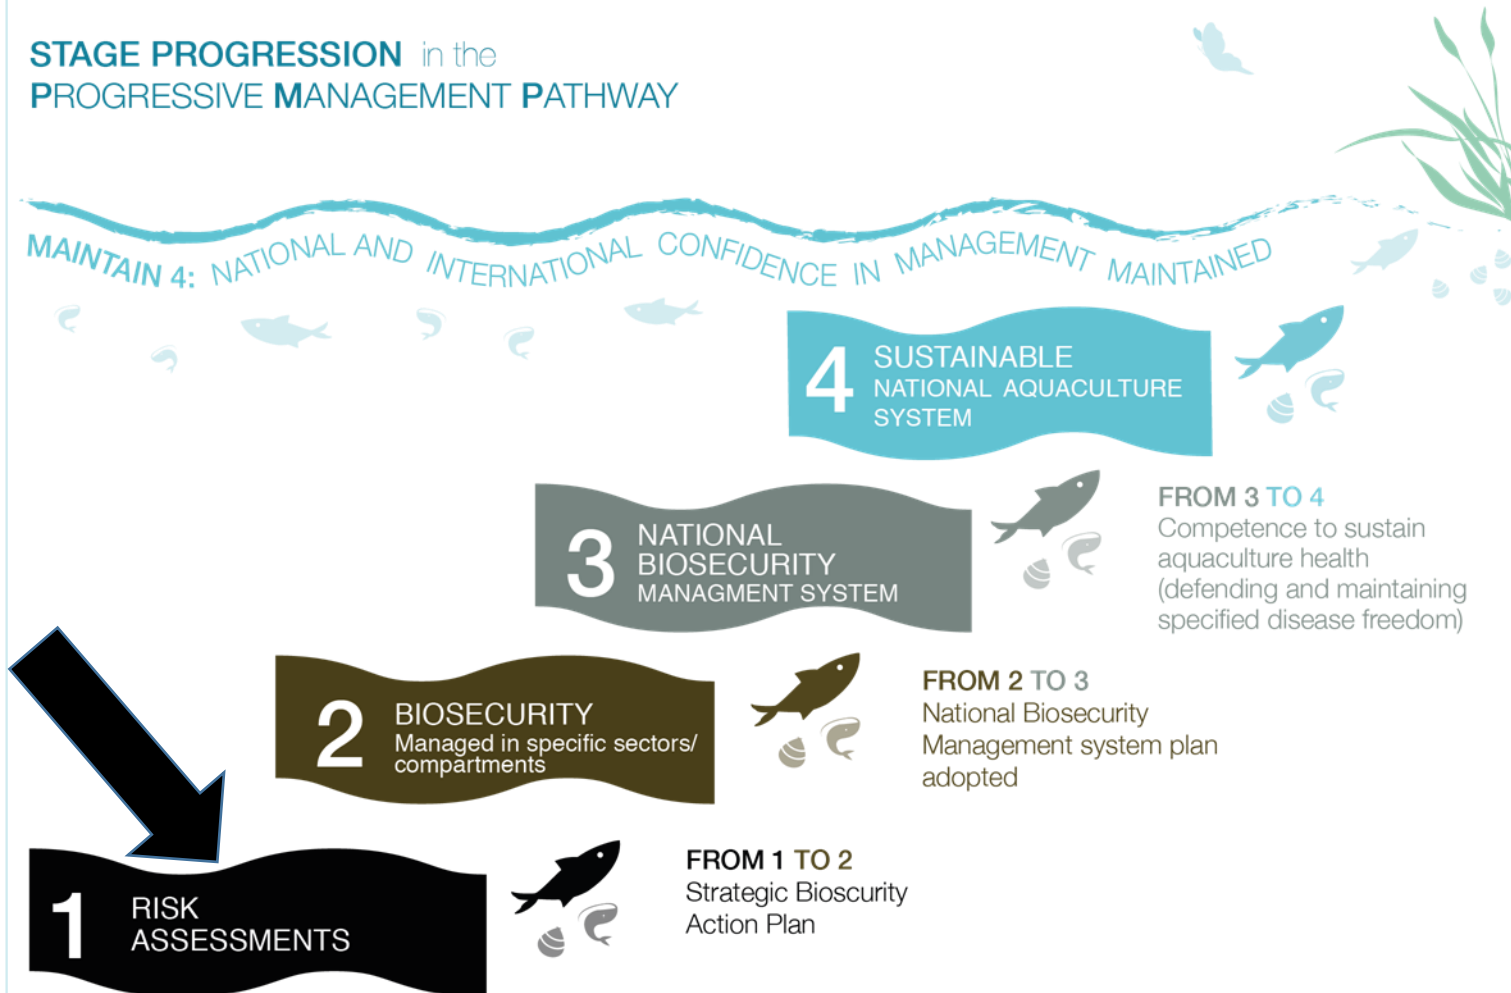 STAGE PROGRESSION in the
PROGRESSIVE MANAGEMENT PATHWAY
MAINTAIN 4: NATIONAL AND INTERNATIONAL CONFIDENCE IN MANAGEMENT MAINTAINED
4
SUSTAINABLE
NATIONAL AQUACULTURE
SYSTEM
FROM 3 TO 4
Competence to sustain
aquaculture health
(defending and maintaining
specified disease freedom)
3
NATIONAL
BIOSECURITY
MANAGMENT SYSTEM
FROM 2 TO 3
National Biosecurity
Management system plan
adopted
2
BIOSECURITY
Managed in specific sectors/
compartments
FROM 1 TO 2
Strategic Bioscurity
Action Plan
1
RISK
ASSESSMENTS